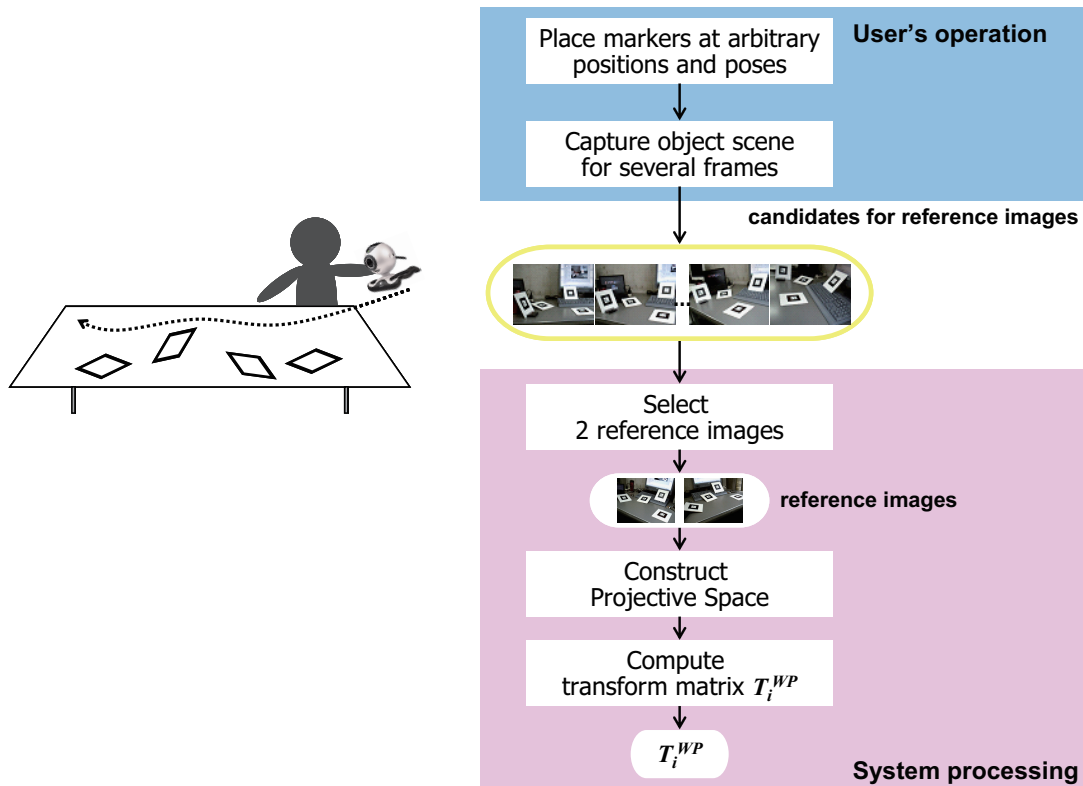 User's operation
Place markers at arbitrary
positions and poses
Capture object scene
for several frames
candidates for reference images
...
Select
2 reference images
reference images
Construct
Projective Space
Compute
transform matrix T_i^{WP}
T_i^{WP}
System processing